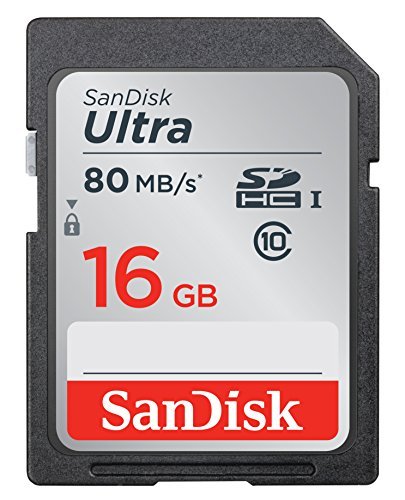 SanDisk
Ultra
80 MB/s*
SD HC I
10
16 GB
SanDisk